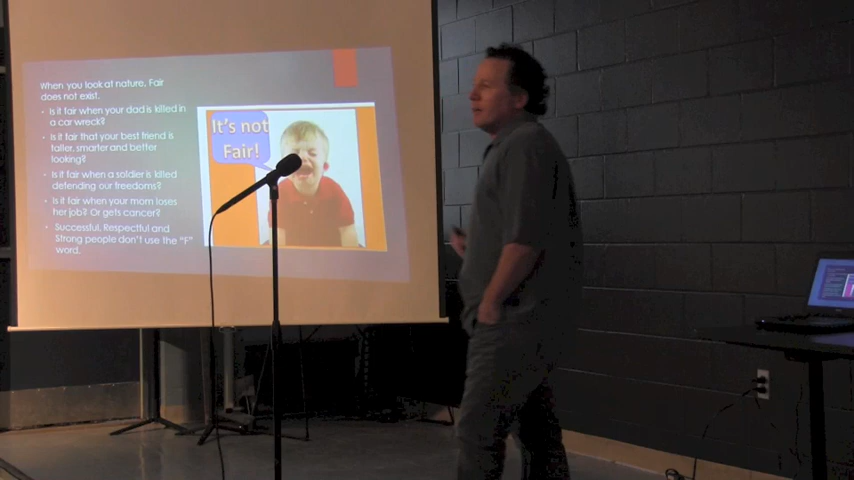 When you look at nature, Fair
does not exist.
- Is it fair when your dad is killed in
a car wreck?
- Is it fair that your best friend is
taller, smarter and better
looking?
- Is it fair when a soldier is killed
defending our freedoms?
- Is it fair when your mom loses
her job? Or gets cancer?
- Successful, Respectful and
Strong people don't use the "F"
word.
It's not
Fair!